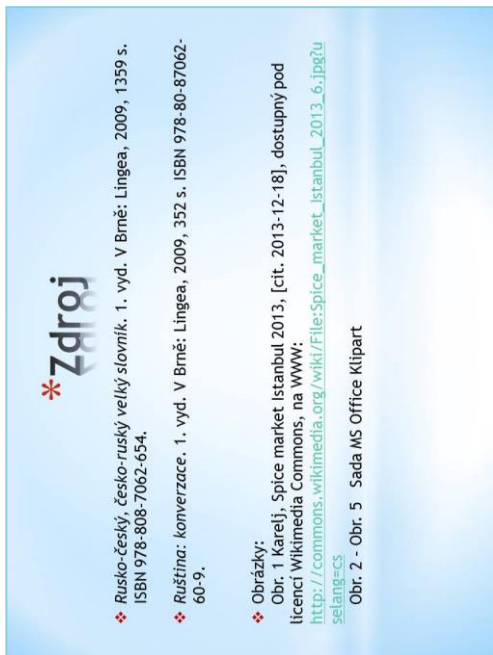 *Zdroj
❖ Rusko-český, česko-ruský velký slovník. 1. vyd. V Brně: Lingea, 2009, 1359 s.
ISBN 978-808-7062-654.
❖ Ruština: konverzace. 1. vyd. V Brně: Lingea, 2009, 352 s. ISBN 978-80-87062-
60-9.
❖ Obrázky:
Obr. 1 Karelj, Spice market Istanbul 2013, [cit. 2013-12-18], dostupný pod
licencí Wikimedia Commons, na WWW:
http://commons.wikimedia.org/wiki/File:Spice_market_Istanbul_2013_6.jpg?u
selang=cs
Obr. 2 - Obr. 5 Sada MS Office Klipart